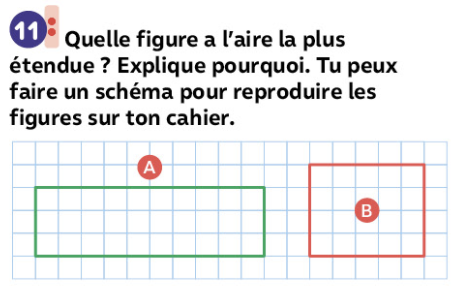 11 Quelle figure a l’aire la plus
étendue ? Explique pourquoi. Tu peux
faire un schéma pour reproduire les
figures sur ton cahier.
A
B